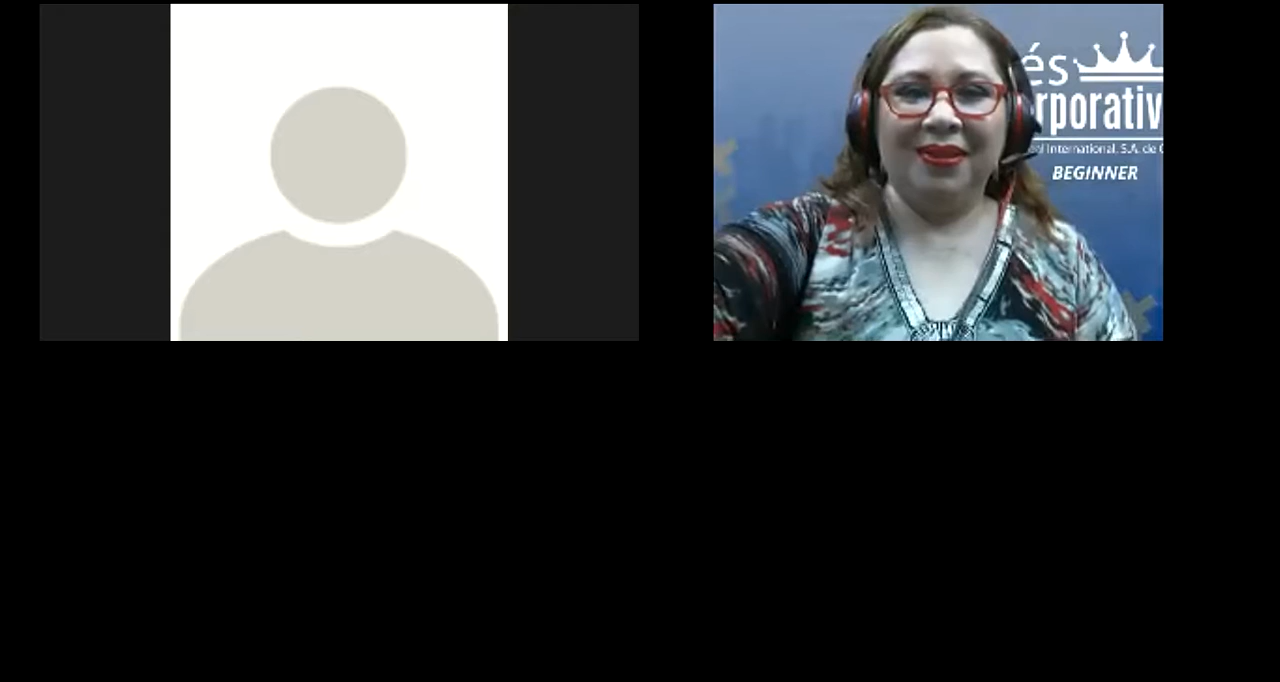 és
rporativ
International, S.A. de
BEGINNER